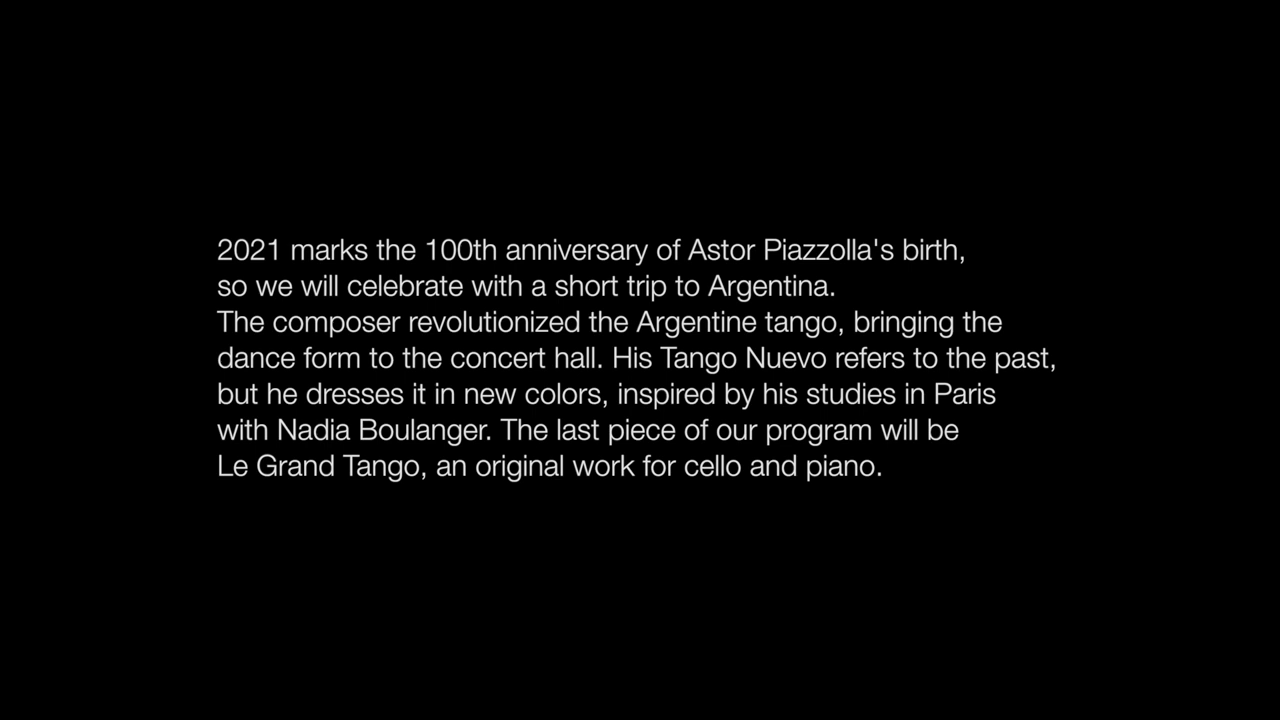 2021 marks the 100th anniversary of Astor Piazzolla's birth,
so we will celebrate with a short trip to Argentina.
The composer revolutionized the Argentine tango, bringing the
dance form to the concert hall. His Tango Nuevo refers to the past,
but he dresses it in new colors, inspired by his studies in Paris
with Nadia Boulanger. The last piece of our program will be
Le Grand Tango, an original work for cello and piano.